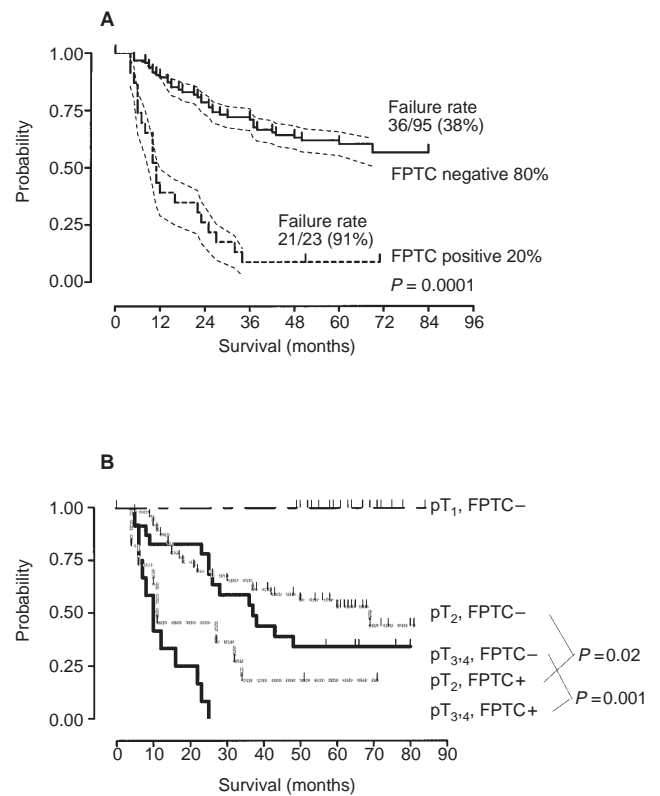 A
1.00
0.75
0.50
0.25
0.00
Probability
Failure rate
36/95 (38%)
FPTC negative 80%
Failure rate
21/23 (91%)
FPTC positive 20%
P = 0.0001
0 12 24 36 48 60 72 84 96
Survival (months)
B
1.00
0.75
0.50
0.25
0.00
Probability
pT1, FPTC−
pT2, FPTC−
pT3,4, FPTC−
pT2, FPTC+
pT3,4, FPTC+
P = 0.02
P = 0.001
0 10 20 30 40 50 60 70 80 90
Survival (months)